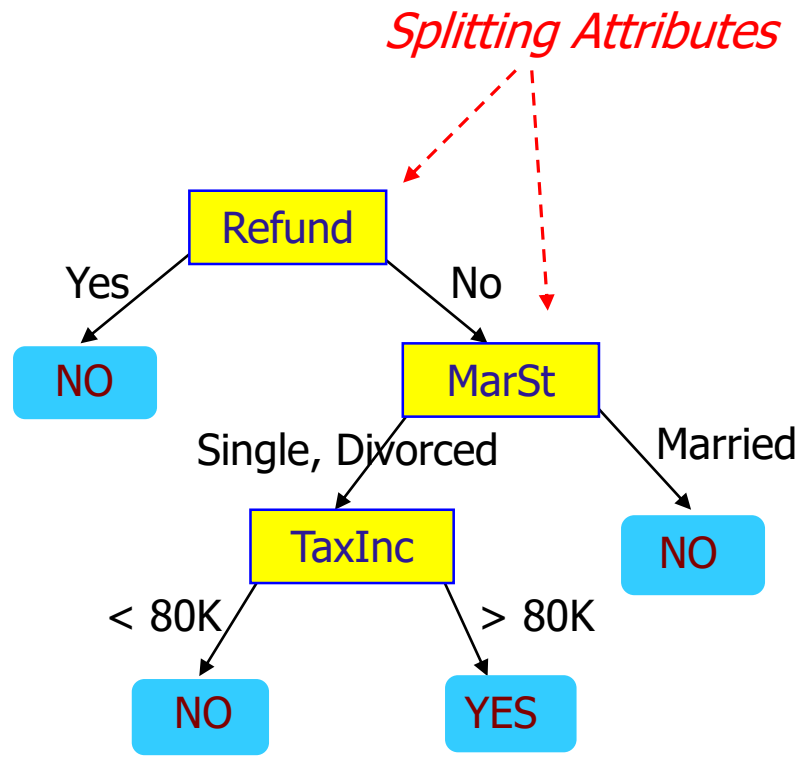 Splitting Attributes
Refund
Yes
No
NO
MarSt
Single, Divorced
Married
TaxInc
NO
< 80K
> 80K
NO
YES